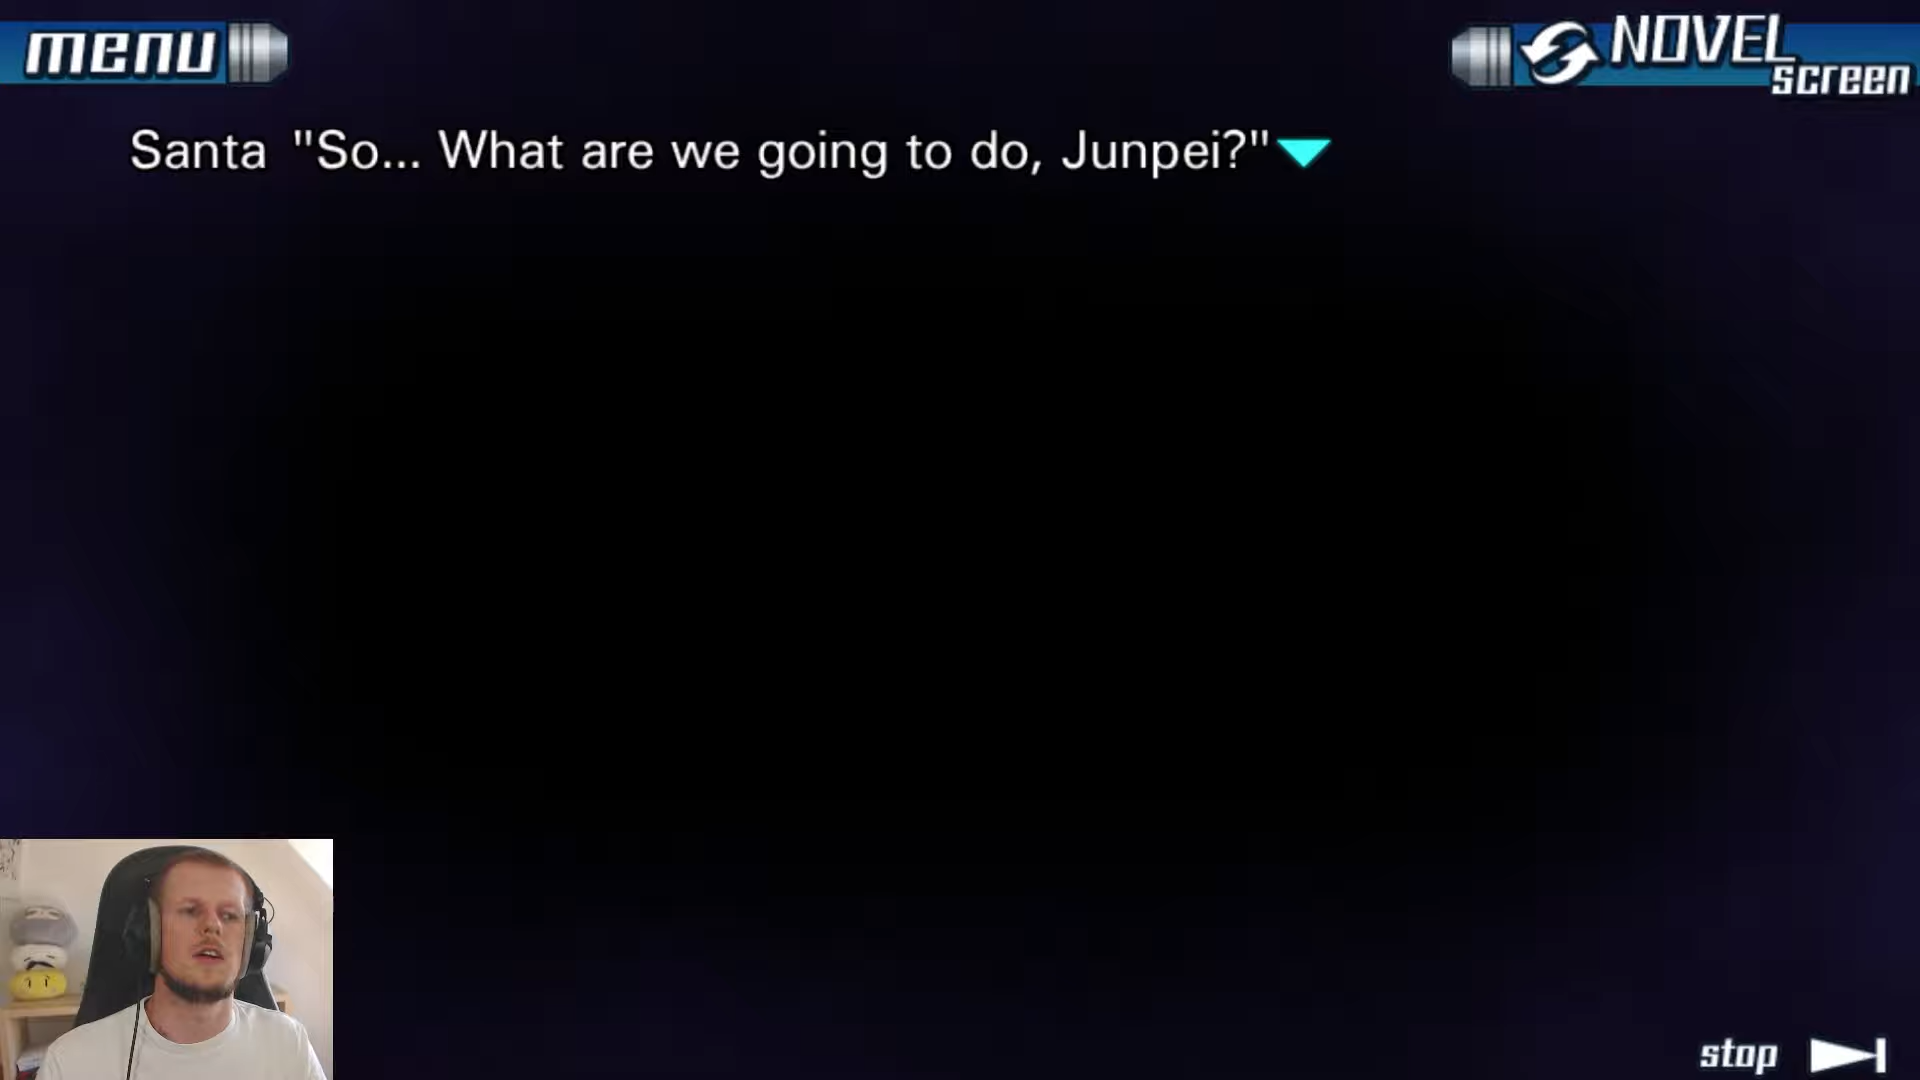 menu
NOVEL
screen
Santa "So... What are we going to do, Junpei?"
stop